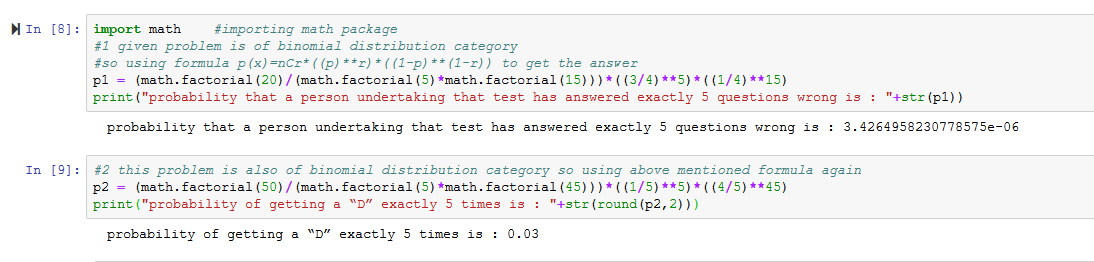 In [8]: import math    #importing math package
#1 given problem is of binomial distribution category
#so using formula p(x)=nCr*((p)**r)*((1-p)**(1-r)) to get the answer
p1 = (math.factorial(20)/(math.factorial(5)*math.factorial(15)))*((3/4)**5)*((1/4)**15)
print("probability that a person undertaking that test has answered exactly 5 questions wrong is : "+str(p1))
probability that a person undertaking that test has answered exactly 5 questions wrong is : 3.4264958230778575e-06
In [9]: #2 this problem is also of binomial distribution category so using above mentioned formula again
p2 = (math.factorial(50)/(math.factorial(5)*math.factorial(45)))*((1/5)**5)*((4/5)**45)
print("probability of getting a “D” exactly 5 times is : "+str(round(p2,2)))
probability of getting a “D” exactly 5 times is : 0.03